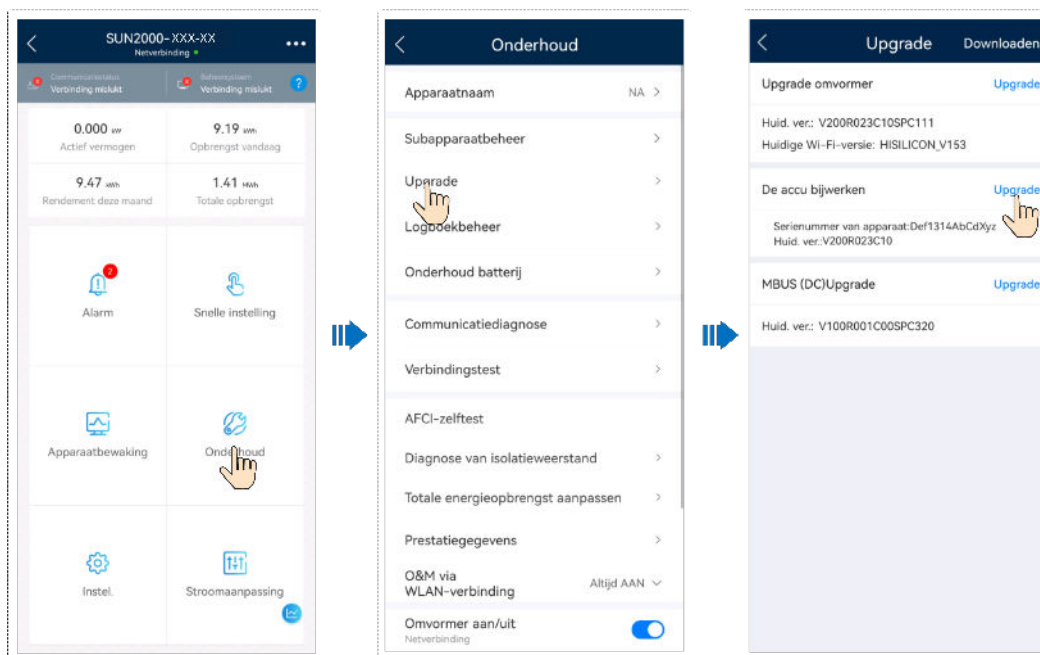 SUN2000-XXX-XX
Netverbinding
Communicatiestatus
Verbinding mislukt
Beheersysteem
Verbinding mislukt
?
0.000 kW
Actief vermogen
9.19 kWh
Opbrengst vandaag
9.47 kWh
Rendement deze maand
1.41 MWh
Totale opbrengst
2
Alarm
Snelle instelling
Apparaatbewaking
Onderhoud
Instel.
Stroomaanpassing
Onderhoud
Apparaatnaam NA >
Subapparaatbeheer >
Upgrade >
Logboekbeheer >
Onderhoud batterij >
Communicatiediagnose >
Verbindingstest >
AFCI-zelftest
Diagnose van isolatieweerstand >
Totale energieopbrengst aanpassen >
Prestatiegegevens >
O&M via
WLAN-verbinding Altijd AAN
Omvormer aan/uit
Netverbinding
Upgrade Downloaden
Upgrade omvormer Upgrade
Huid. ver.: V200R023C10SPC111
Huidige Wi-Fi-versie: HISILICON_V153
De accu bijwerken Upgrade
Serienummer van apparaat:Def1314AbCdXyz
Huid. ver.:V200R023C10
MBUS (DC)Upgrade Upgrade
Huid. ver.: V100R001C00SPC320